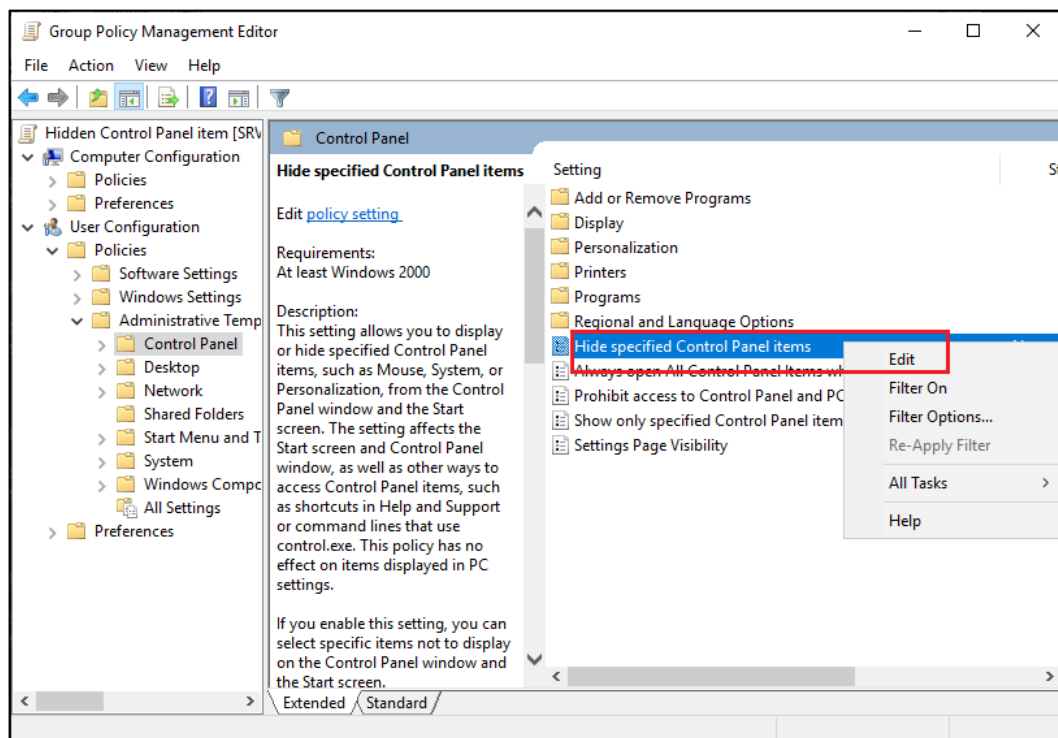 Group Policy Management Editor
File Action View Help
Hidden Control Panel item [SRV
Computer Configuration
Policies
Preferences
User Configuration
Policies
Software Settings
Windows Settings
Administrative Temp
Control Panel
Desktop
Network
Shared Folders
Start Menu and T
System
Windows Compo
All Settings
Preferences
Control Panel
Hide specified Control Panel items
Edit policy setting
Requirements:
At least Windows 2000
Description:
This setting allows you to display
or hide specified Control Panel
items, such as Mouse, System, or
Personalization, from the Control
Panel window and the Start
screen. The setting affects the
Start screen and Control Panel
window, as well as other ways to
access Control Panel items, such
as shortcuts in Help and Support
or command lines that use
control.exe. This policy has no
effect on items displayed in PC
settings.
If you enable this setting, you can
select specific items not to display
on the Control Panel window and
the Start screen.
Setting
Add or Remove Programs
Display
Personalization
Printers
Programs
Regional and Language Options
Hide specified Control Panel items
Always open All Control Panel Items wh
Prohibit access to Control Panel and PC
Show only specified Control Panel item
Settings Page Visibility
Edit
Filter On
Filter Options...
Re-Apply Filter
All Tasks
Help
Extended Standard